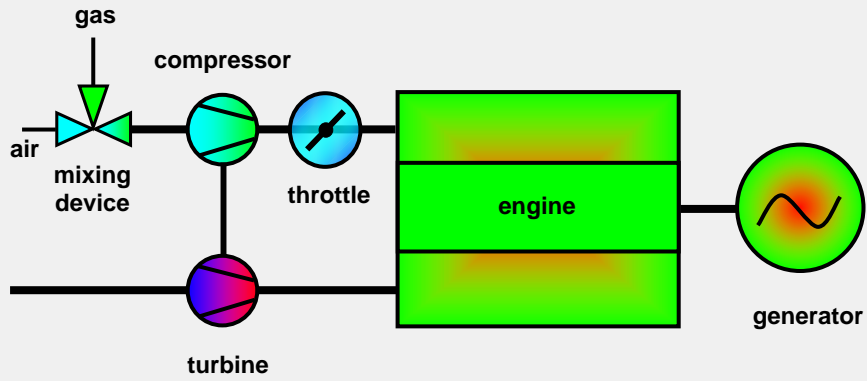 gas
compressor
air
mixing
device
throttle
engine
generator
turbine